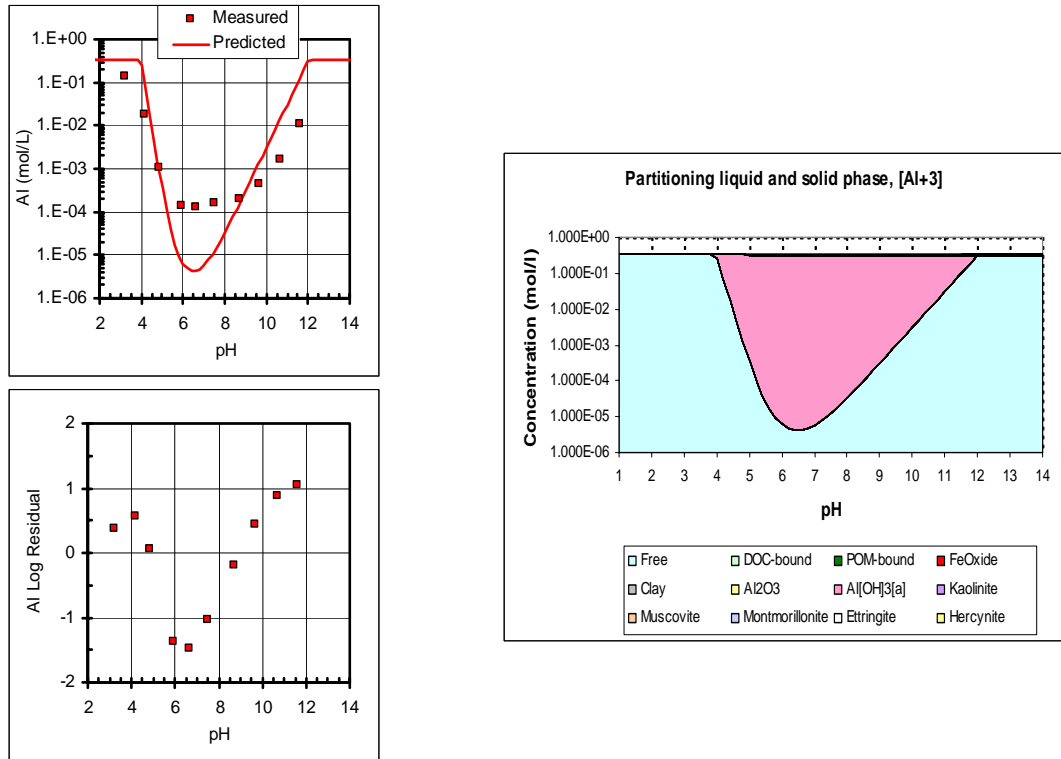 Measured
Predicted
1.E+00
1.E-01
1.E-02
1.E-03
1.E-04
1.E-05
1.E-06
Al (mol/L)
2 4 6 8 10 12 14
pH
2
1
0
-1
-2
Al Log Residual
2 4 6 8 10 12 14
pH
Partitioning liquid and solid phase, [Al+3]
1.000E+00
1.000E-01
1.000E-02
1.000E-03
1.000E-04
1.000E-05
1.000E-06
Concentration (mol/l)
1 2 3 4 5 6 7 8 9 10 11 12 13 14
pH
Free DOC-bound POM-bound FeOxide
Clay Al2O3 Al[OH]3[a] Kaolinite
Muscovite Montmorillonite Ettringite Hercynite